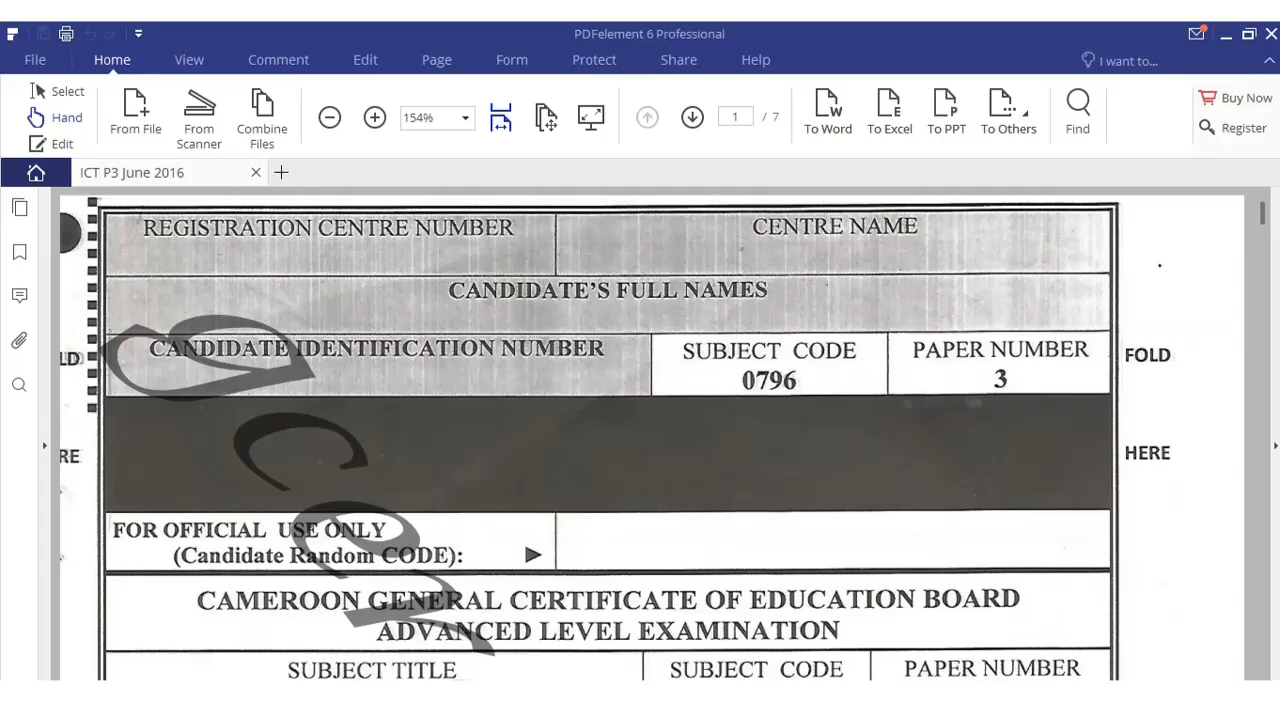 PDFelement 6 Professional
File Home View Comment Edit Page Form Protect Share Help I want to...
Select
Hand
Edit
From File
From Scanner
Combine Files
154%
1 / 7
To Word
To Excel
To PPT
To Others
Find
Buy Now
Register
ICT P3 June 2016
REGISTRATION CENTRE NUMBER
CENTRE NAME
CANDIDATE'S FULL NAMES
CANDIDATE IDENTIFICATION NUMBER
SUBJECT CODE
0796
PAPER NUMBER
3
LD
FOLD
RE
HERE
FOR OFFICIAL USE ONLY
(Candidate Random CODE):
CAMEROON GENERAL CERTIFICATE OF EDUCATION BOARD
ADVANCED LEVEL EXAMINATION
SUBJECT TITLE
SUBJECT CODE
PAPER NUMBER